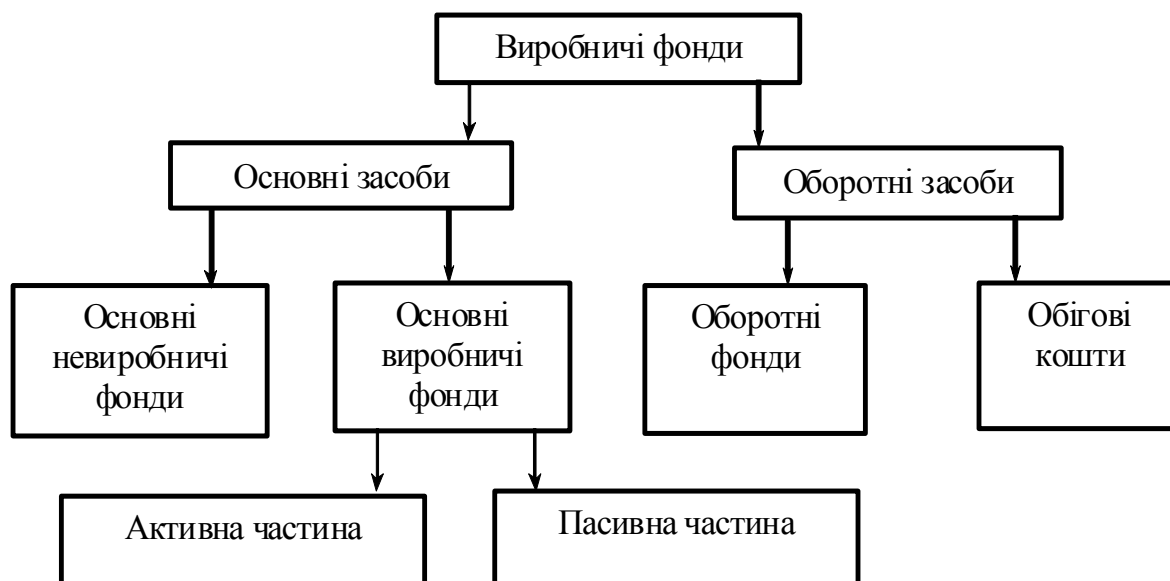 Виробничі фонди
Основні засоби
Оборотні засоби
Основні
невиробничі
фонди
Основні
виробничі
фонди
Оборотні
фонди
Обігові
кошти
Активна частина
Пасивна частина